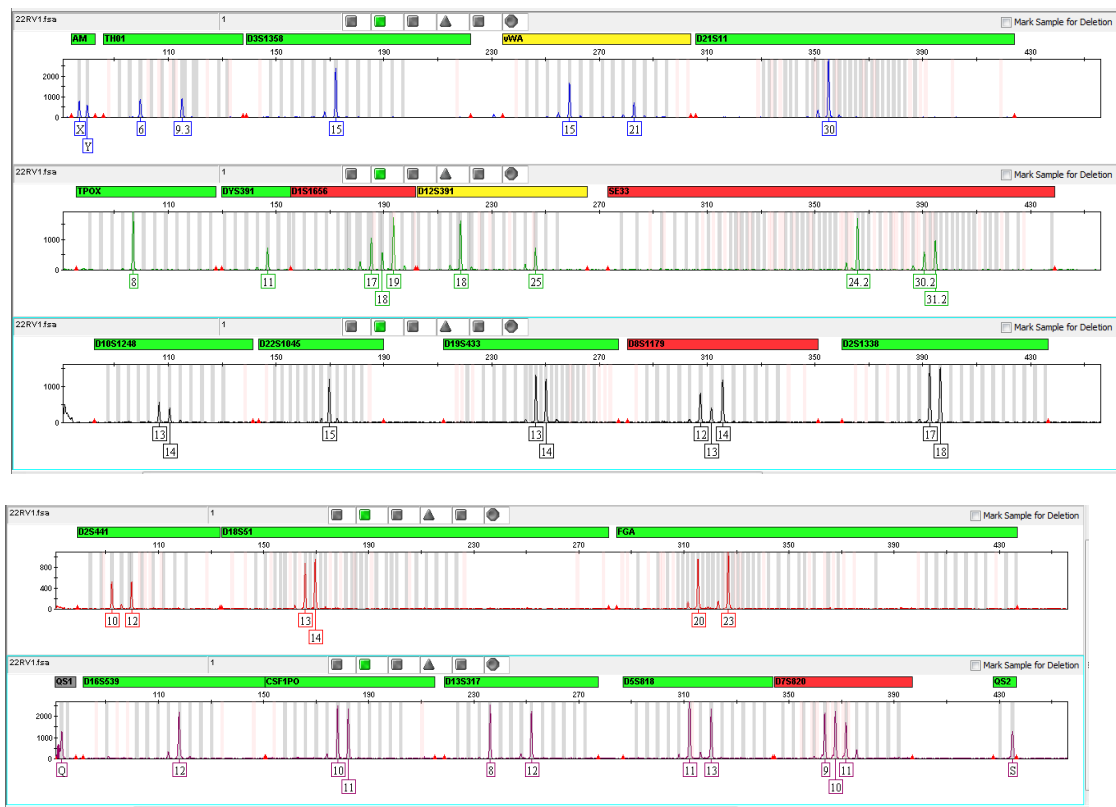 22RV1.fsa 1 Mark Sample for Deletion
AM TH01 D3S1358 vWA D21S11
110 150 190 230 270 310 350 390 430
2000
1000
0
X 6 9.3 15 15 21 30
Y
22RV1.fsa 1 Mark Sample for Deletion
TPOX DYS391 D1S1656 D12S391 SE33
110 150 190 230 270 310 350 390 430
1000
0
8 11 17 19 18 25 24.2 30.2
18 31.2
22RV1.fsa 1 Mark Sample for Deletion
D10S1248 D22S1045 D19S433 D8S1179 D2S1338
110 150 190 230 270 310 350 390 430
1000
0
13 15 13 12 14 17
14 14 13 18
22RV1.fsa 1 Mark Sample for Deletion
D2S441 D18S51 FGA
110 150 190 230 270 310 350 390 430
800
400
0
10 12 13 20 23
14
22RV1.fsa 1 Mark Sample for Deletion
QS1 D16S539 CSF1PO D13S317 D5S818 D7S820 QS2
110 150 190 230 270 310 350 390 430
2000
1000
0
Q 12 10 8 12 11 13 9 11 S
11 10